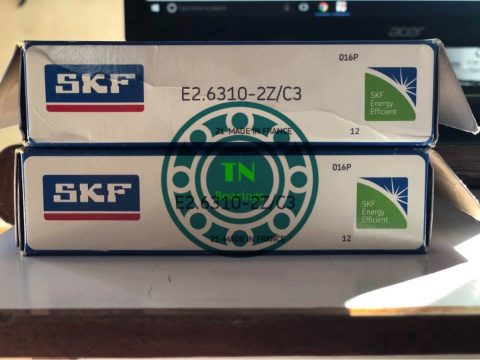 acer
016P
SKF
E2.6310-2Z/C3
SKF
Energy
Efficient
21 MADE IN FRANCE
12
TN
Bearings
016P
SKF
E2.6310-2Z/C3
SKF
Energy
Efficient
21 MADE IN FRANCE
12